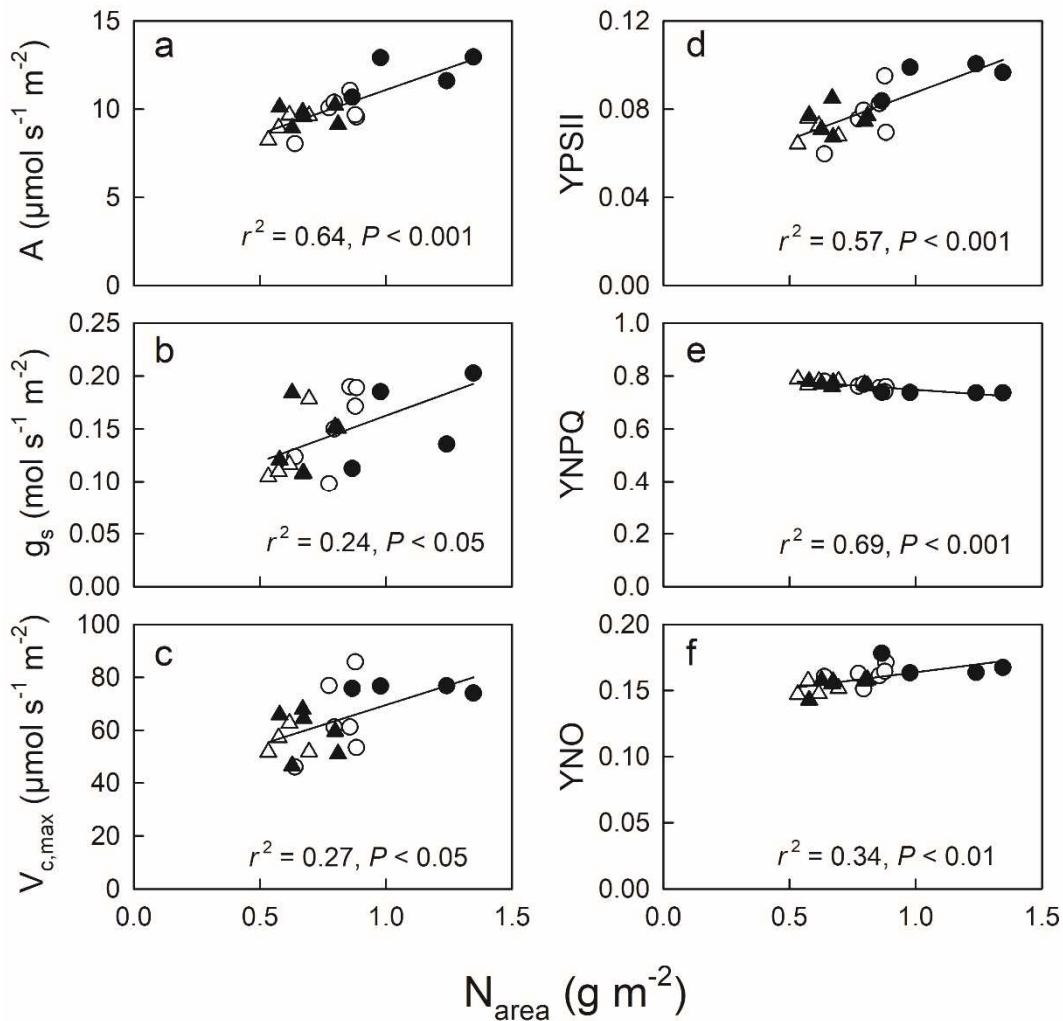 a
15
10
5
0
A (µmol s⁻¹ m⁻²)
r² = 0.64, P < 0.001
b
0.25
0.20
0.15
0.10
0.05
0.00
gₛ (mol s⁻¹ m⁻²)
r² = 0.24, P < 0.05
c
100
80
60
40
20
0
V_c,max (µmol s⁻¹ m⁻²)
r² = 0.27, P < 0.05
0.0 0.5 1.0 1.5
d
0.12
0.08
0.04
0.00
YPSII
r² = 0.57, P < 0.001
e
1.0
0.8
0.6
0.4
0.2
0.0
YNPQ
r² = 0.69, P < 0.001
f
0.20
0.15
0.10
0.05
0.00
YNO
r² = 0.34, P < 0.01
0.0 0.5 1.0 1.5
N_area (g m⁻²)